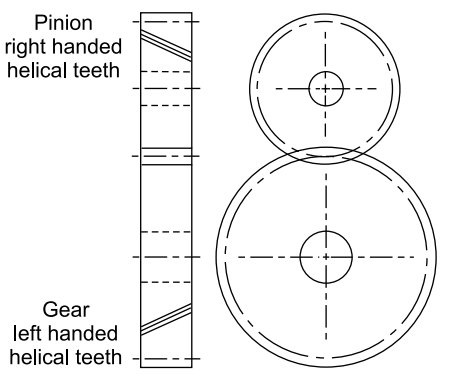 Pinion
right handed
helical teeth
Gear
left handed
helical teeth